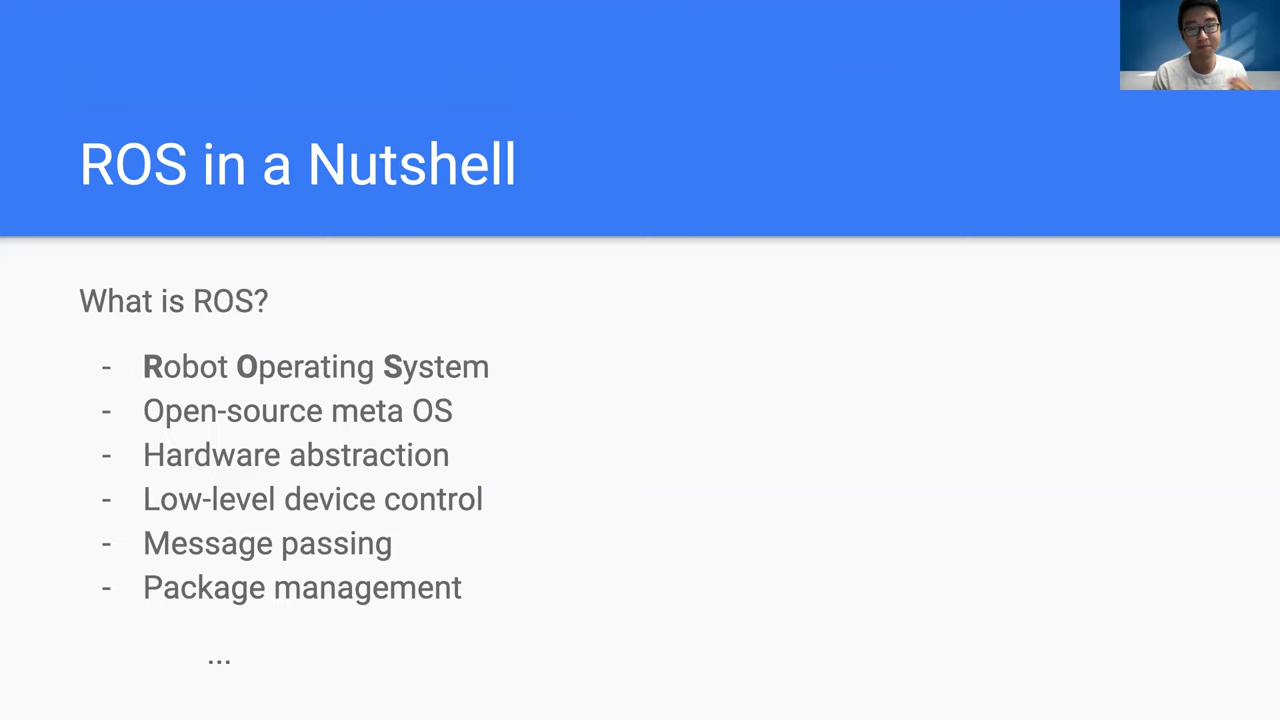 ROS in a Nutshell
What is ROS?
- Robot Operating System
- Open-source meta OS
- Hardware abstraction
- Low-level device control
- Message passing
- Package management
...